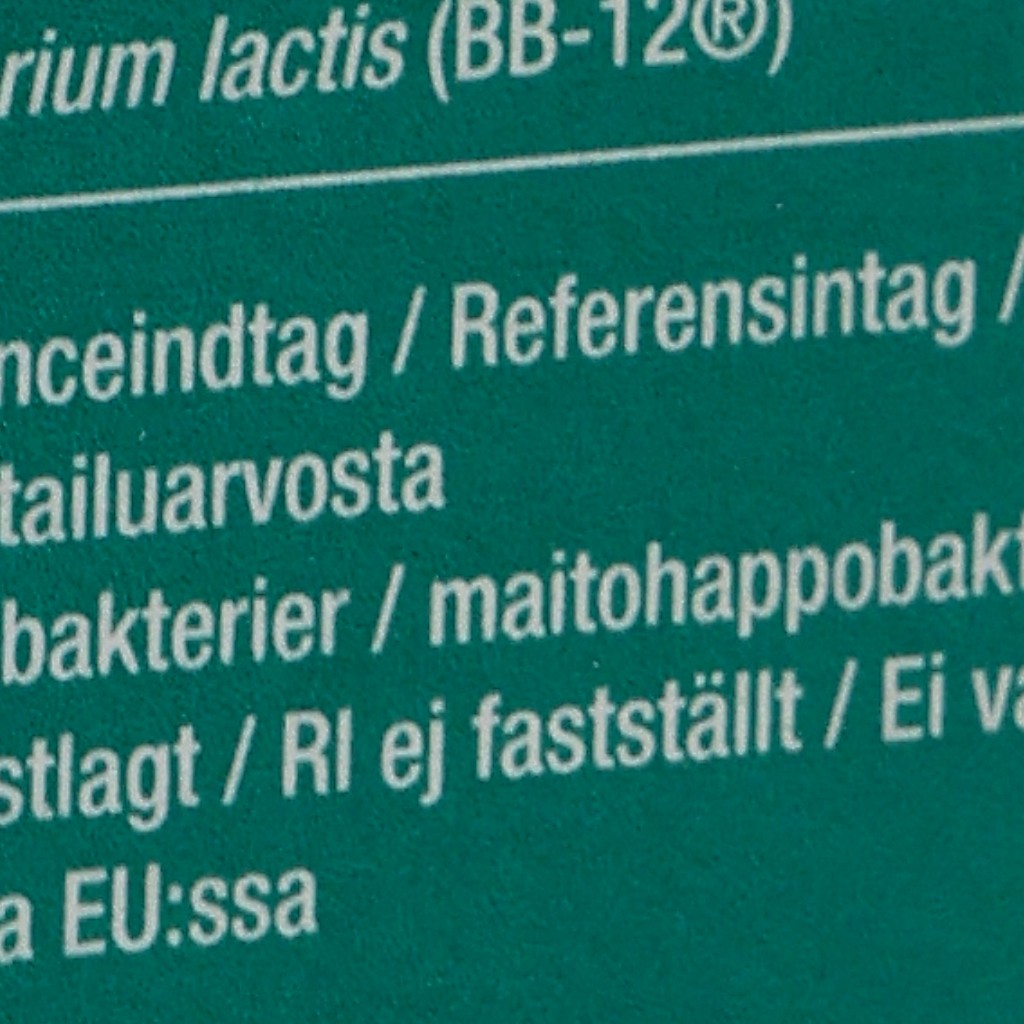 rium lactis (BB-12®)
nceindtag / Referensintag /
tailuarvosta
bakterier / maitohappobakt
stlagt / RI ej fastställt / Ei va
a EU:ssa